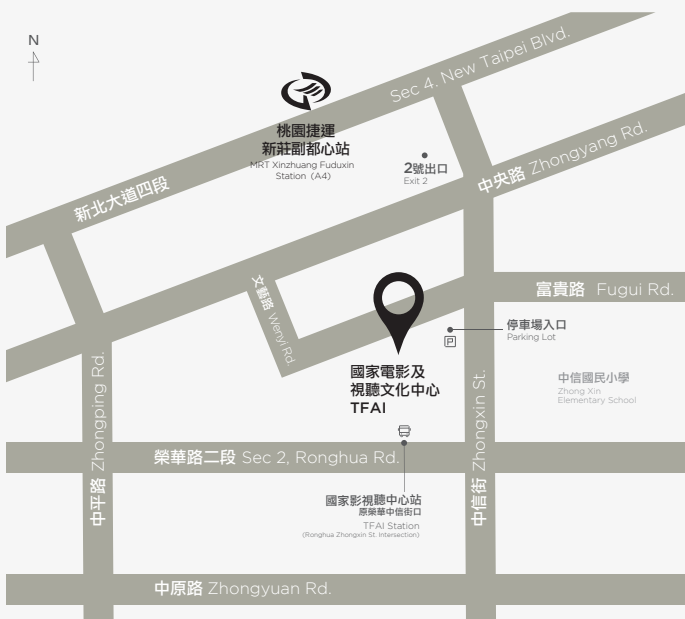 N
Sec 4. New Taipei Blvd.
桃園捷運
新莊副都心站
MRT Xinzhuang Fuduxin
Station (A4)
2號出口
Exit 2
中央路 Zhongyang Rd.
新北大道四段
文藝路 Wenyi Rd.
富貴路 Fugui Rd.
停車場入口
Parking Lot
P
國家電影及
視聽文化中心
TFAI
中信國民小學
Zhong Xin
Elementary School
中平路 Zhongping Rd.
中信街 Zhongxin St.
榮華路二段 Sec 2, Ronghua Rd.
國家影視聽中心站
原榮華中信街口
TFAI Station
(Ronghua Zhongxin St. Intersection)
中原路 Zhongyuan Rd.